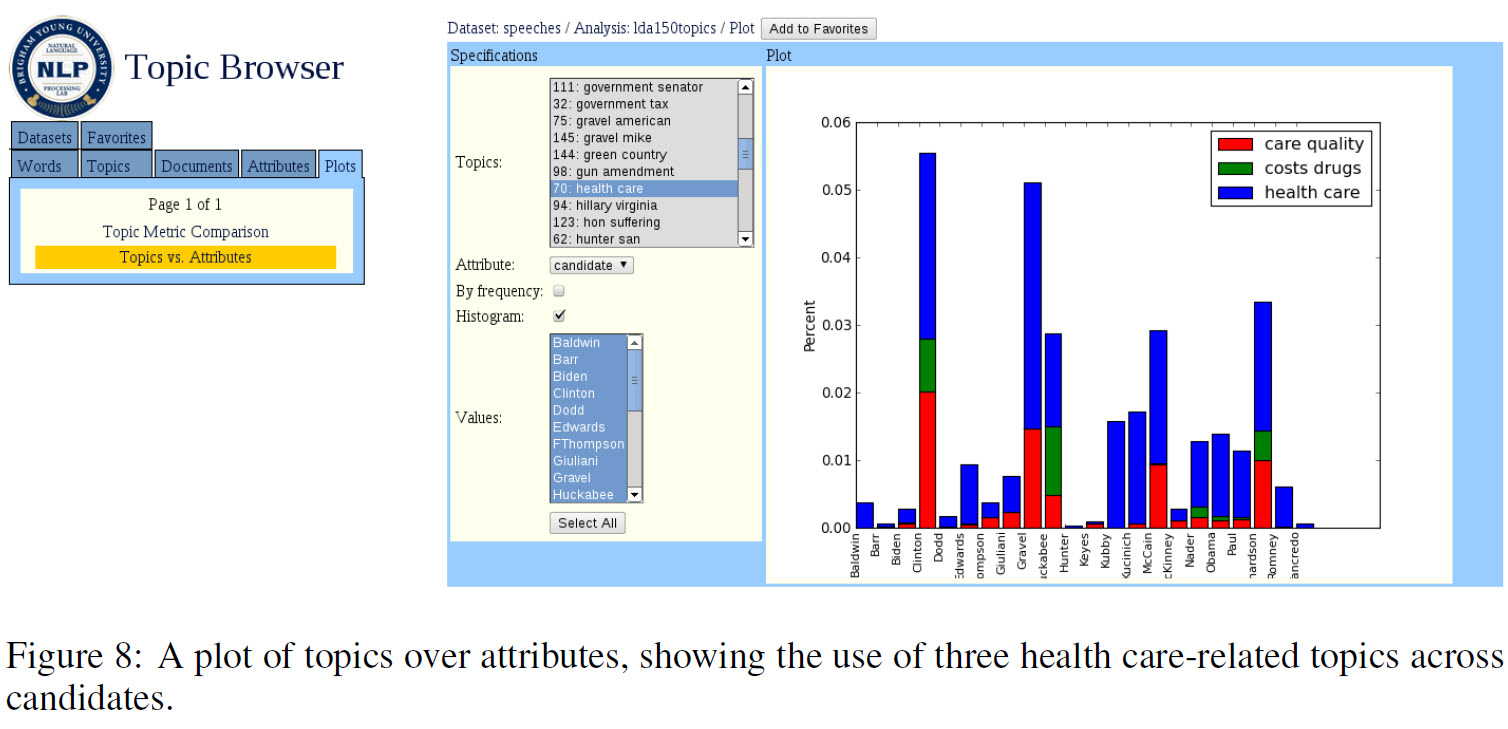 BRIGHAM YOUNG UNIVERSITY
NATURAL LANGUAGE
NLP
PROCESSING LAB
Topic Browser
Datasets
Favorites
Words
Topics
Documents
Attributes
Plots
Page 1 of 1
Topic Metric Comparison
Topics vs. Attributes
Dataset: speeches / Analysis: lda150topics / Plot
Add to Favorites
Specifications
Topics:
111: government senator
32: government tax
75: gravel american
145: gravel mike
144: green country
98: gun amendment
70: health care
94: hillary virginia
123: hon suffering
62: hunter san
Attribute:
candidate
By frequency:
Histogram:
Values:
Baldwin
Barr
Biden
Clinton
Dodd
Edwards
FThompson
Giuliani
Gravel
Huckabee
Select All
Plot
care quality
costs drugs
health care
Percent
0.06
0.05
0.04
0.03
0.02
0.01
0.00
Baldwin
Barr
Biden
Clinton
Dodd
Edwards
ompson
Giuliani
Gravel
uckabee
Hunter
Keyes
Kubby
Kucinich
McCain
cKinney
Nader
Obama
Paul
hardson
Romney
ancredo
Figure 8: A plot of topics over attributes, showing the use of three health care-related topics across
candidates.